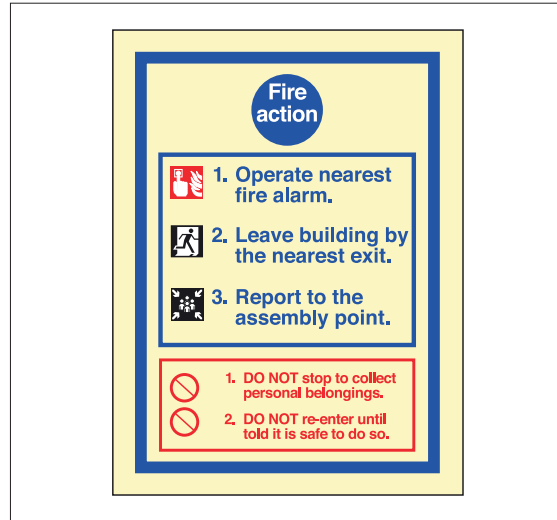 Fire
action
1. Operate nearest
fire alarm.
2. Leave building by
the nearest exit.
3. Report to the
assembly point.
1. DO NOT stop to collect
personal belongings.
2. DO NOT re-enter until
told it is safe to do so.